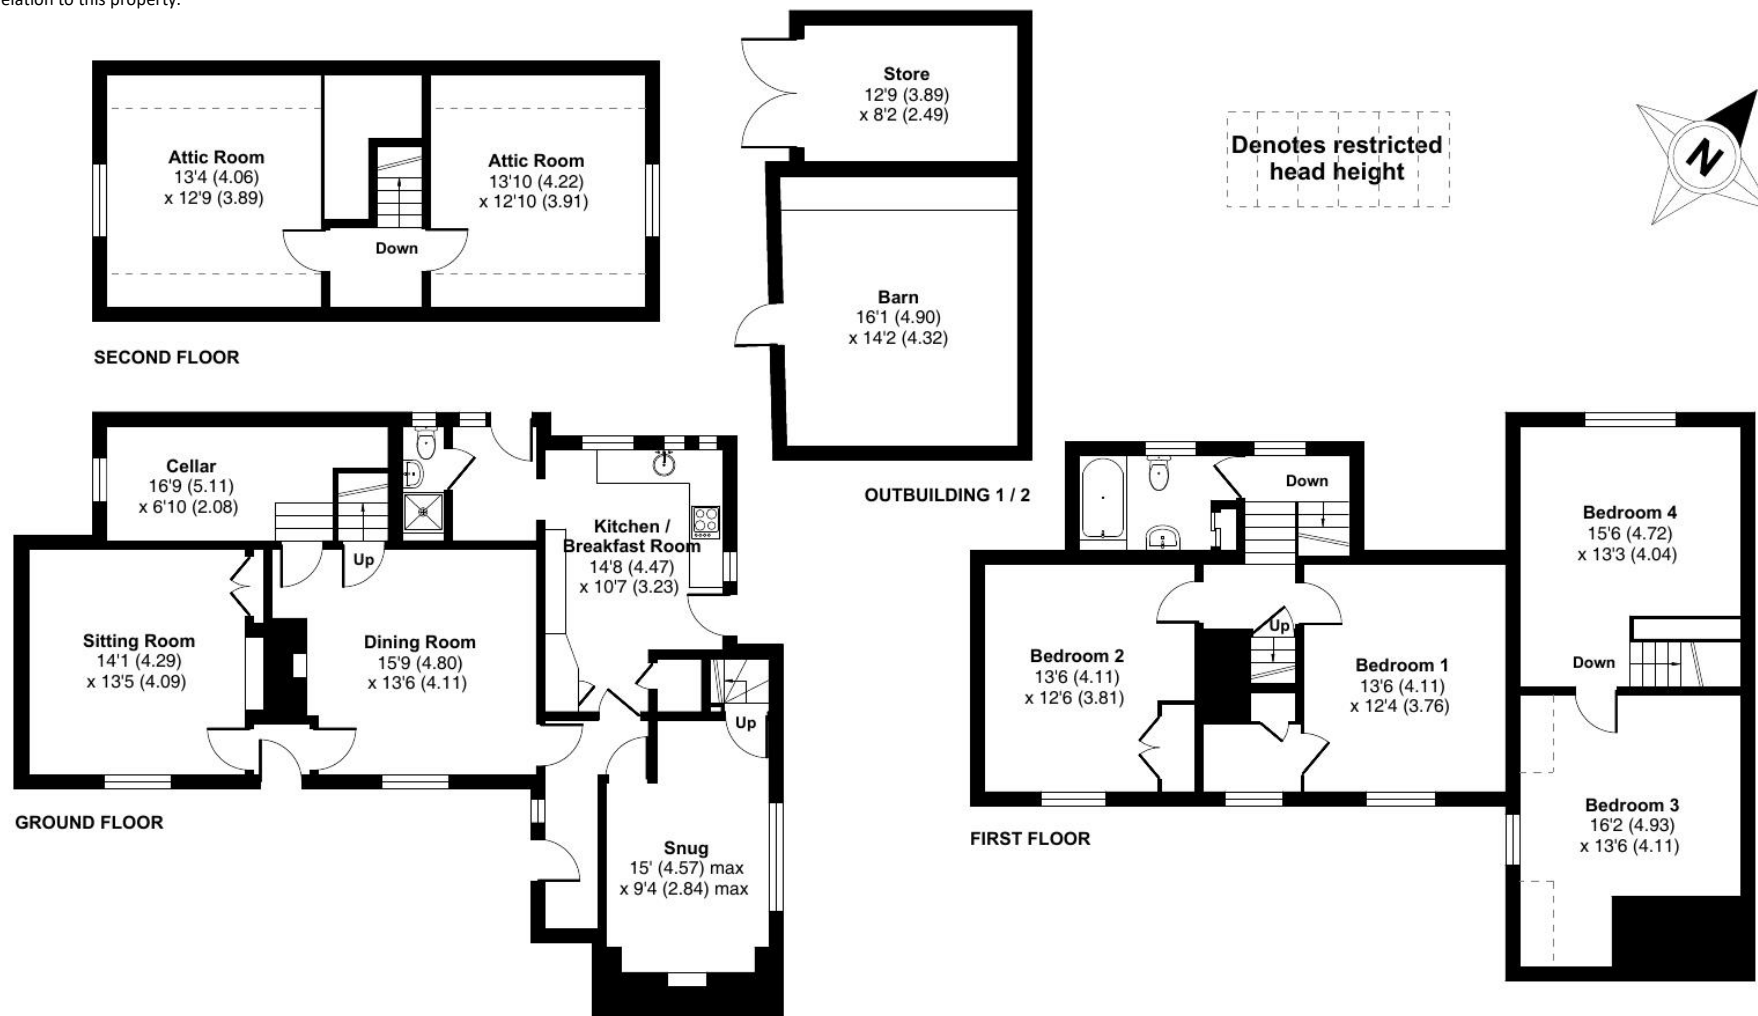 elation to this property.
Store
12'9 (3.89)
x 8'2 (2.49)
Denotes restricted
head height
N
Attic Room
13'4 (4.06)
x 12'9 (3.89)
Attic Room
13'10 (4.22)
x 12'10 (3.91)
Down
Barn
16'1 (4.90)
x 14'2 (4.32)
SECOND FLOOR
OUTBUILDING 1 / 2
Cellar
16'9 (5.11)
x 6'10 (2.08)
Up
Kitchen /
Breakfast Room
14'8 (4.47)
x 10'7 (3.23)
Sitting Room
14'1 (4.29)
x 13'5 (4.09)
Dining Room
15'9 (4.80)
x 13'6 (4.11)
Up
Snug
15' (4.57) max
x 9'4 (2.84) max
GROUND FLOOR
Down
Bedroom 4
15'6 (4.72)
x 13'3 (4.04)
Up
Bedroom 2
13'6 (4.11)
x 12'6 (3.81)
Bedroom 1
13'6 (4.11)
x 12'4 (3.76)
Down
Bedroom 3
16'2 (4.93)
x 13'6 (4.11)
FIRST FLOOR